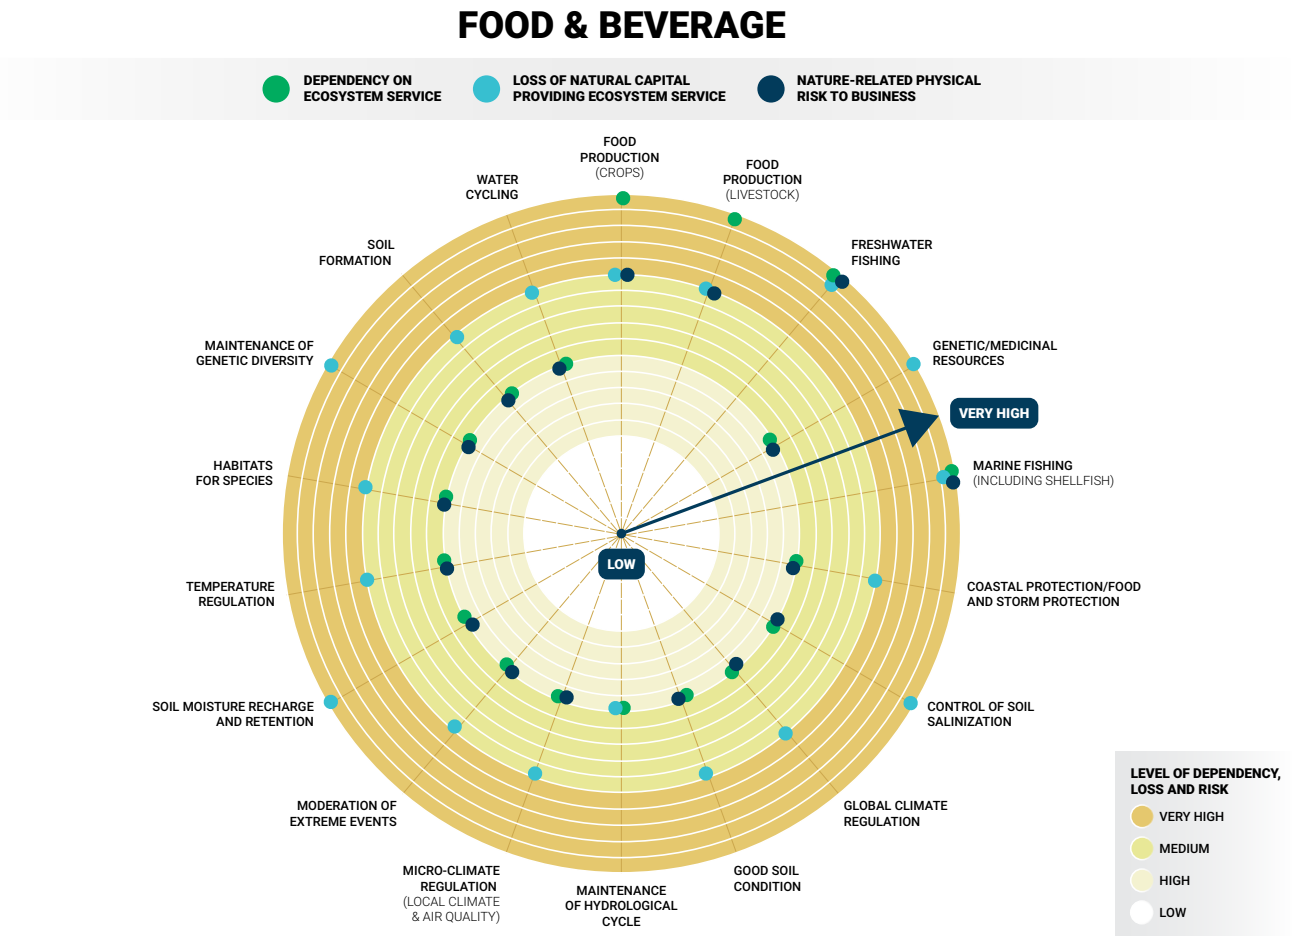 FOOD & BEVERAGE
DEPENDENCY ON
ECOSYSTEM SERVICE
LOSS OF NATURAL CAPITAL
PROVIDING ECOSYSTEM SERVICE
NATURE-RELATED PHYSICAL
RISK TO BUSINESS
FOOD
PRODUCTION
(CROPS)
FOOD
PRODUCTION
(LIVESTOCK)
FRESHWATER
FISHING
GENETIC/MEDICINAL
RESOURCES
VERY HIGH
MARINE FISHING
(INCLUDING SHELLFISH)
LOW
COASTAL PROTECTION/FOOD
AND STORM PROTECTION
CONTROL OF SOIL
SALINIZATION
GLOBAL CLIMATE
REGULATION
GOOD SOIL
CONDITION
MAINTENANCE
OF HYDROLOGICAL
CYCLE
MICRO-CLIMATE
REGULATION
(LOCAL CLIMATE
& AIR QUALITY)
MODERATION OF
EXTREME EVENTS
SOIL MOISTURE RECHARGE
AND RETENTION
TEMPERATURE
REGULATION
HABITATS
FOR SPECIES
MAINTENANCE OF
GENETIC DIVERSITY
SOIL
FORMATION
WATER
CYCLING
LEVEL OF DEPENDENCY,
LOSS AND RISK
VERY HIGH
MEDIUM
HIGH
LOW